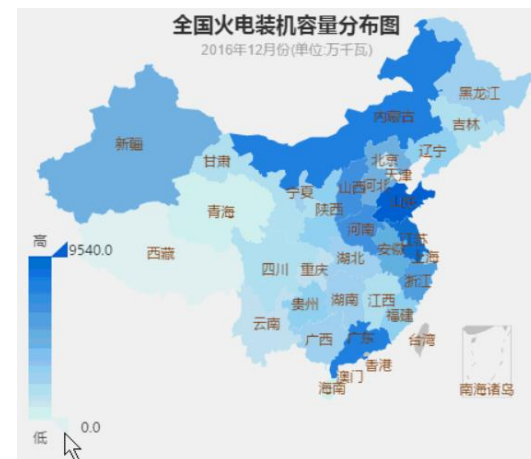 全国火电装机容量分布图
2016年12月份(单位:万千瓦)
黑龙江
内蒙古
吉林
新疆
北京
辽宁
甘肃
天津
宁夏
山西
河北
山东
青海
陕西
河南
江苏
高
9540.0
西藏
安徽
上海
四川
重庆
湖北
浙江
贵州
湖南
江西
云南
福建
广西
广东
台湾
香港
澳门
海南
南海诸岛
0.0
低